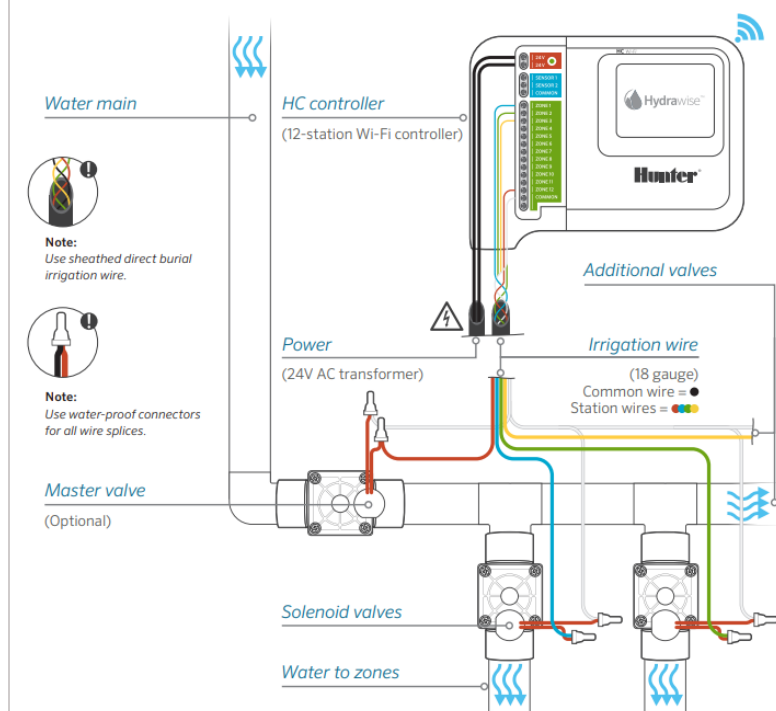 Water main
HC controller
(12-station Wi-Fi controller)
HC
24V
24V
SENSOR 1
SENSOR 2
COMMON
ZONE 1
ZONE 2
ZONE 3
ZONE 4
ZONE 5
ZONE 6
ZONE 7
ZONE 8
ZONE 9
ZONE 10
ZONE 11
ZONE 12
COMMON
Hydrawise™
Hunter®
Note:
Use sheathed direct burial
irrigation wire.
Additional valves
Power
(24V AC transformer)
Irrigation wire
(18 gauge)
Common wire =
Station wires =
Note:
Use water-proof connectors
for all wire splices.
Master valve
(Optional)
Solenoid valves
Water to zones